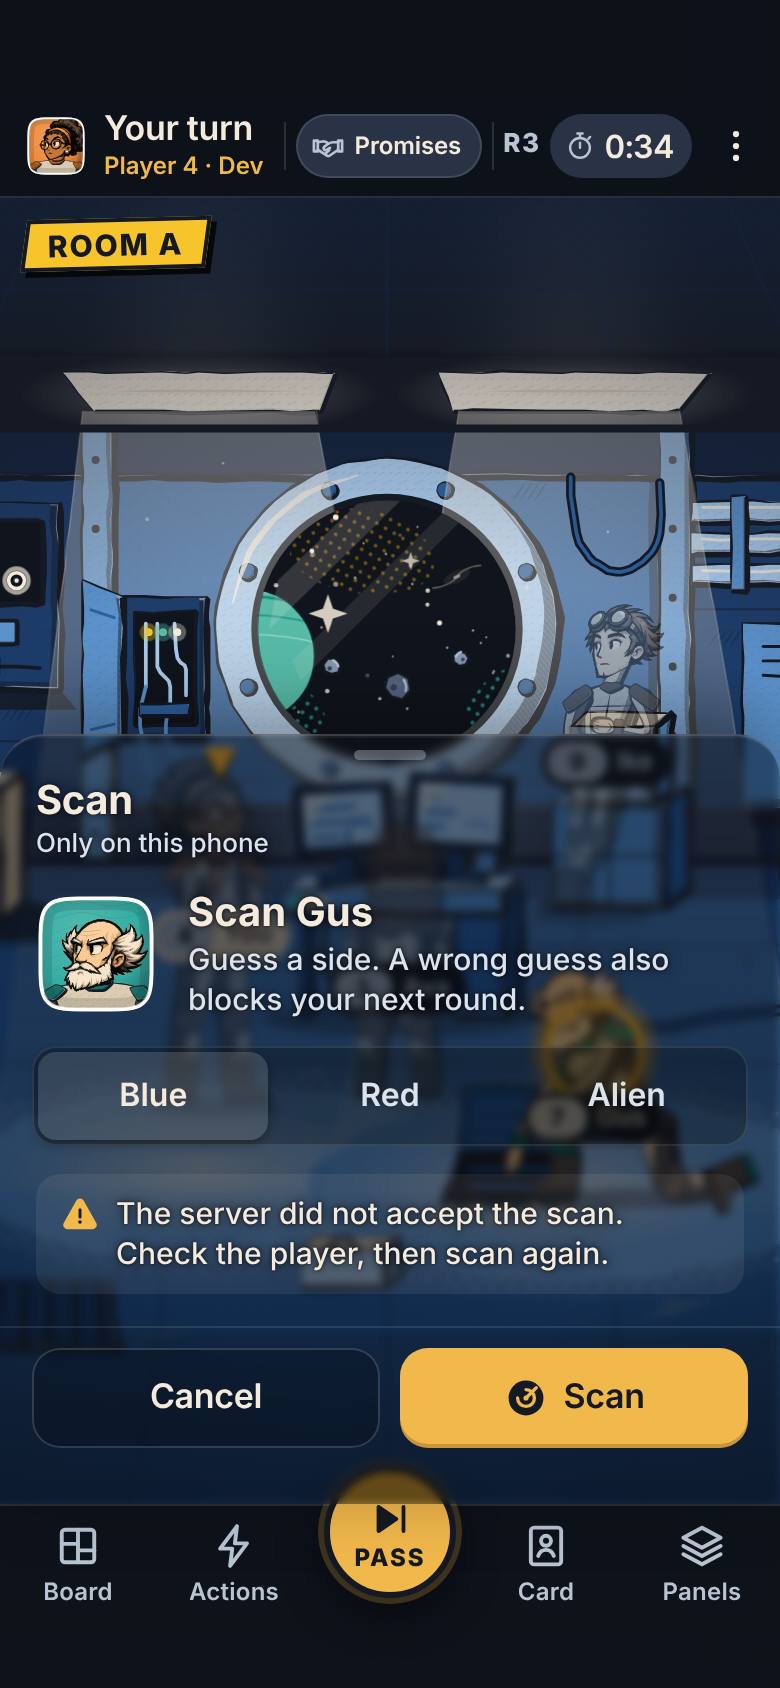 Your turn
Player 4 · Dev
Promises
R3
0:34
ROOM A
Scan
Only on this phone
Scan Gus
Guess a side. A wrong guess also
blocks your next round.
Blue
Red
Alien
The server did not accept the scan.
Check the player, then scan again.
Cancel
Scan
PASS
Board
Actions
Card
Panels